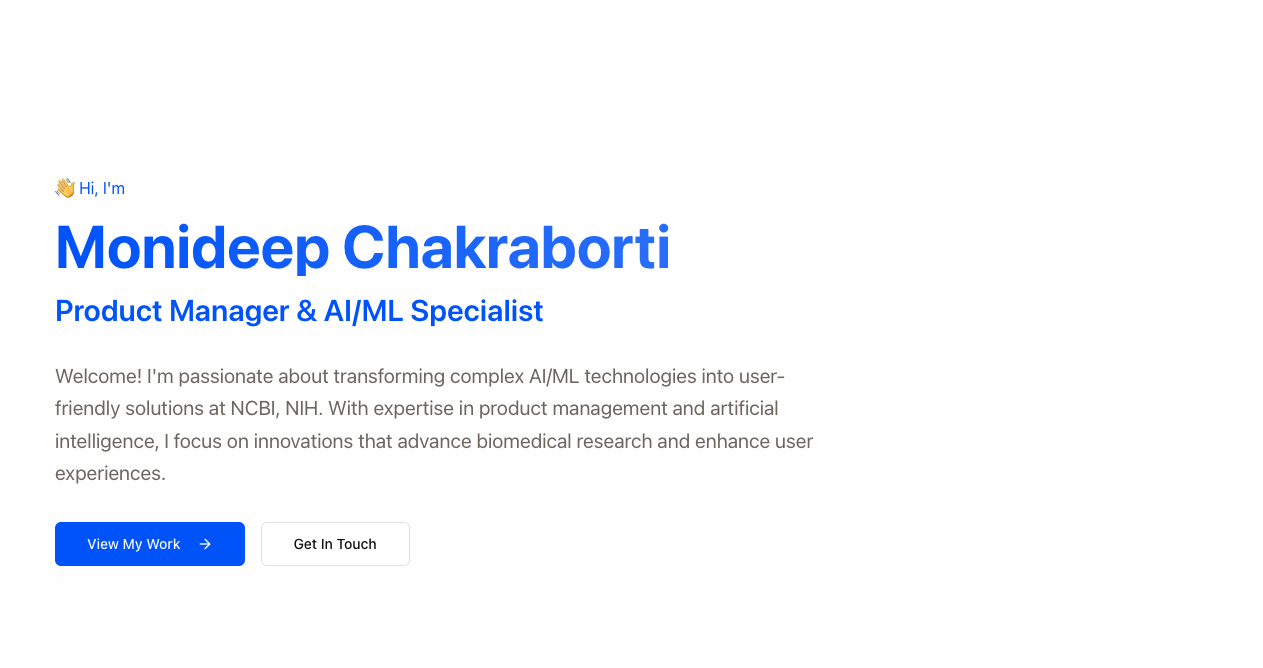 👋 Hi, I'm
Monideep Chakraborti
Product Manager & AI/ML Specialist
Welcome! I'm passionate about transforming complex AI/ML technologies into user-
friendly solutions at NCBI, NIH. With expertise in product management and artificial
intelligence, I focus on innovations that advance biomedical research and enhance user
experiences.
View My Work →
Get In Touch